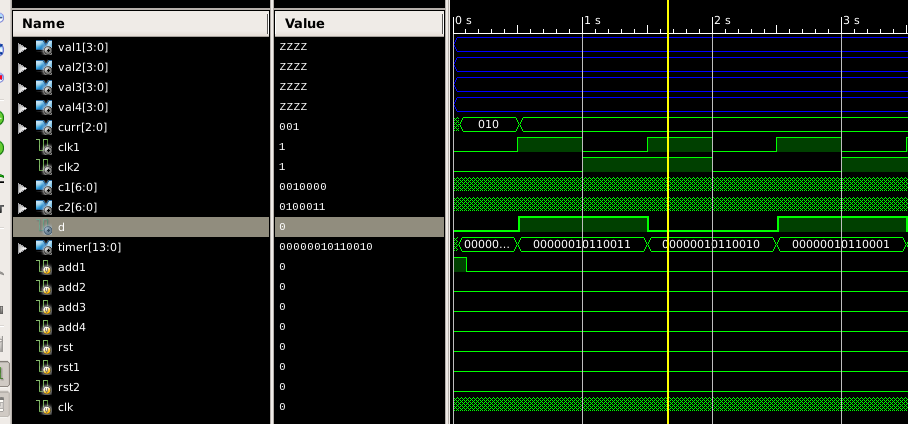 Name Value 0 s 1 s 2 s 3 s
val1[3:0] ZZZZ
val2[3:0] ZZZZ
val3[3:0] ZZZZ
val4[3:0] ZZZZ
curr[2:0] 001 010
clk1 1
clk2 1
c1[6:0] 0010000
c2[6:0] 0100011
d 0
timer[13:0] 00000010110010 00000... 00000010110011 00000010110010 00000010110001
add1 0
add2 0
add3 0
add4 0
rst 0
rst1 0
rst2 0
clk 0